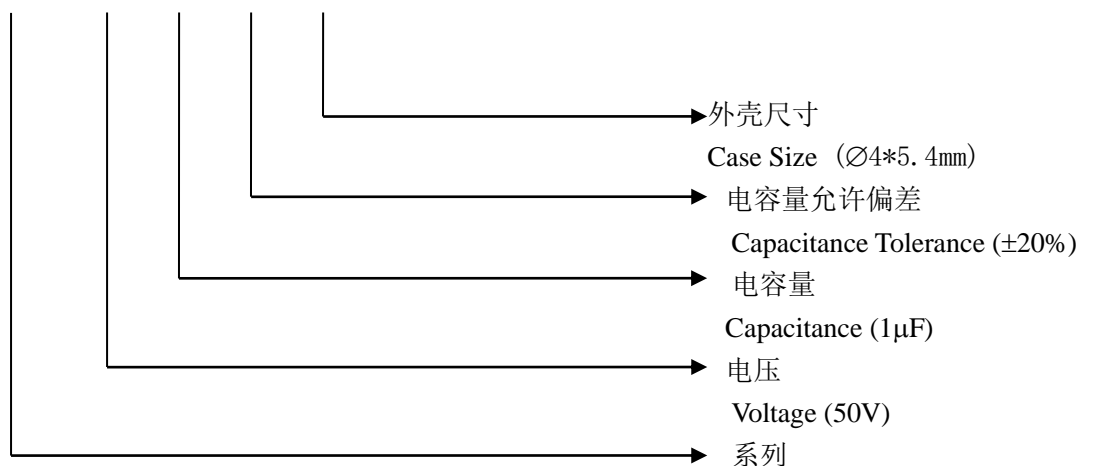 外壳尺寸
Case Size（∅4*5.4mm）
电容量允许偏差
Capacitance Tolerance (±20%)
电容量
Capacitance (1μF)
电压
Voltage (50V)
系列